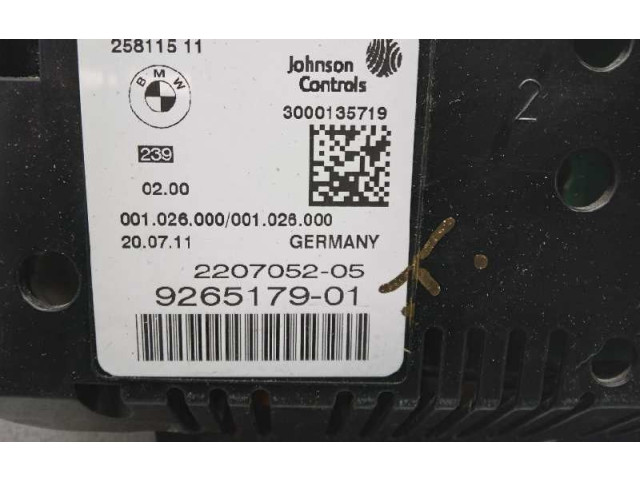 258115 11
Johnson
Controls
BMW
3000135719
239
02.00
001.026.000/001.026.000
20.07.11 GERMANY
2207052-05
9265179-01
2